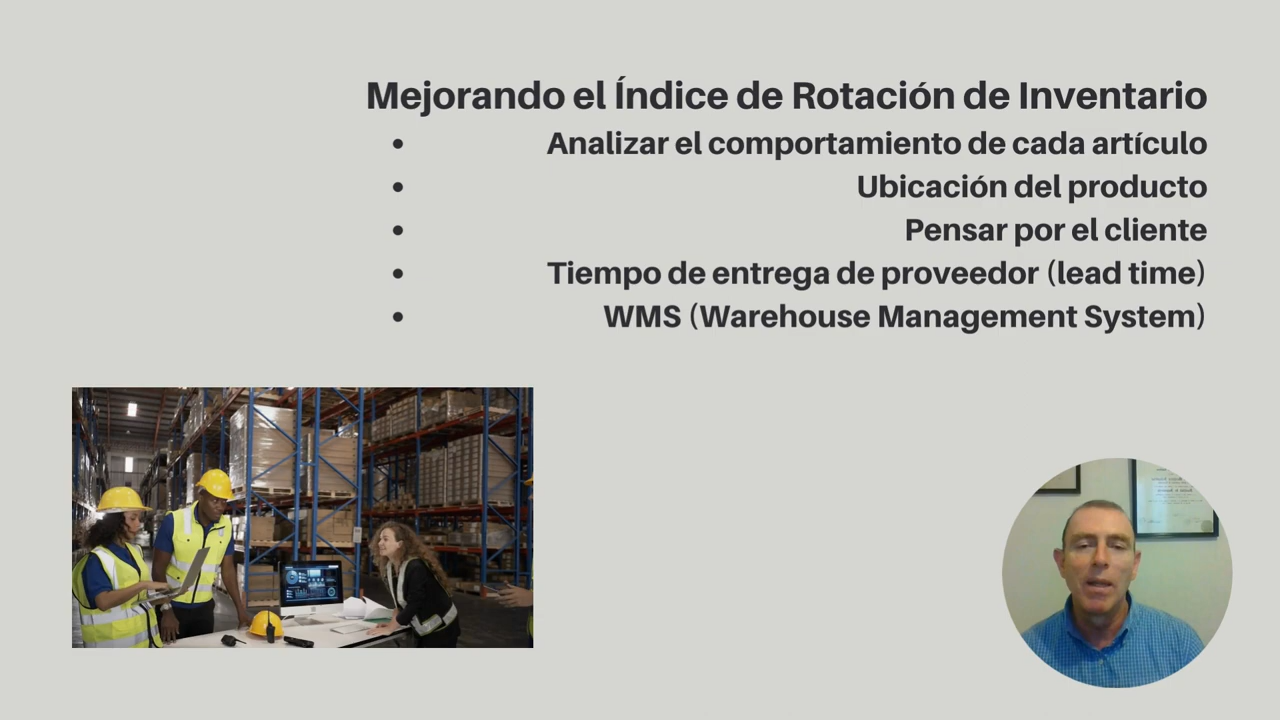 Mejorando el Índice de Rotación de Inventario
• Analizar el comportamiento de cada artículo
• Ubicación del producto
• Pensar por el cliente
• Tiempo de entrega de proveedor (lead time)
• WMS (Warehouse Management System)